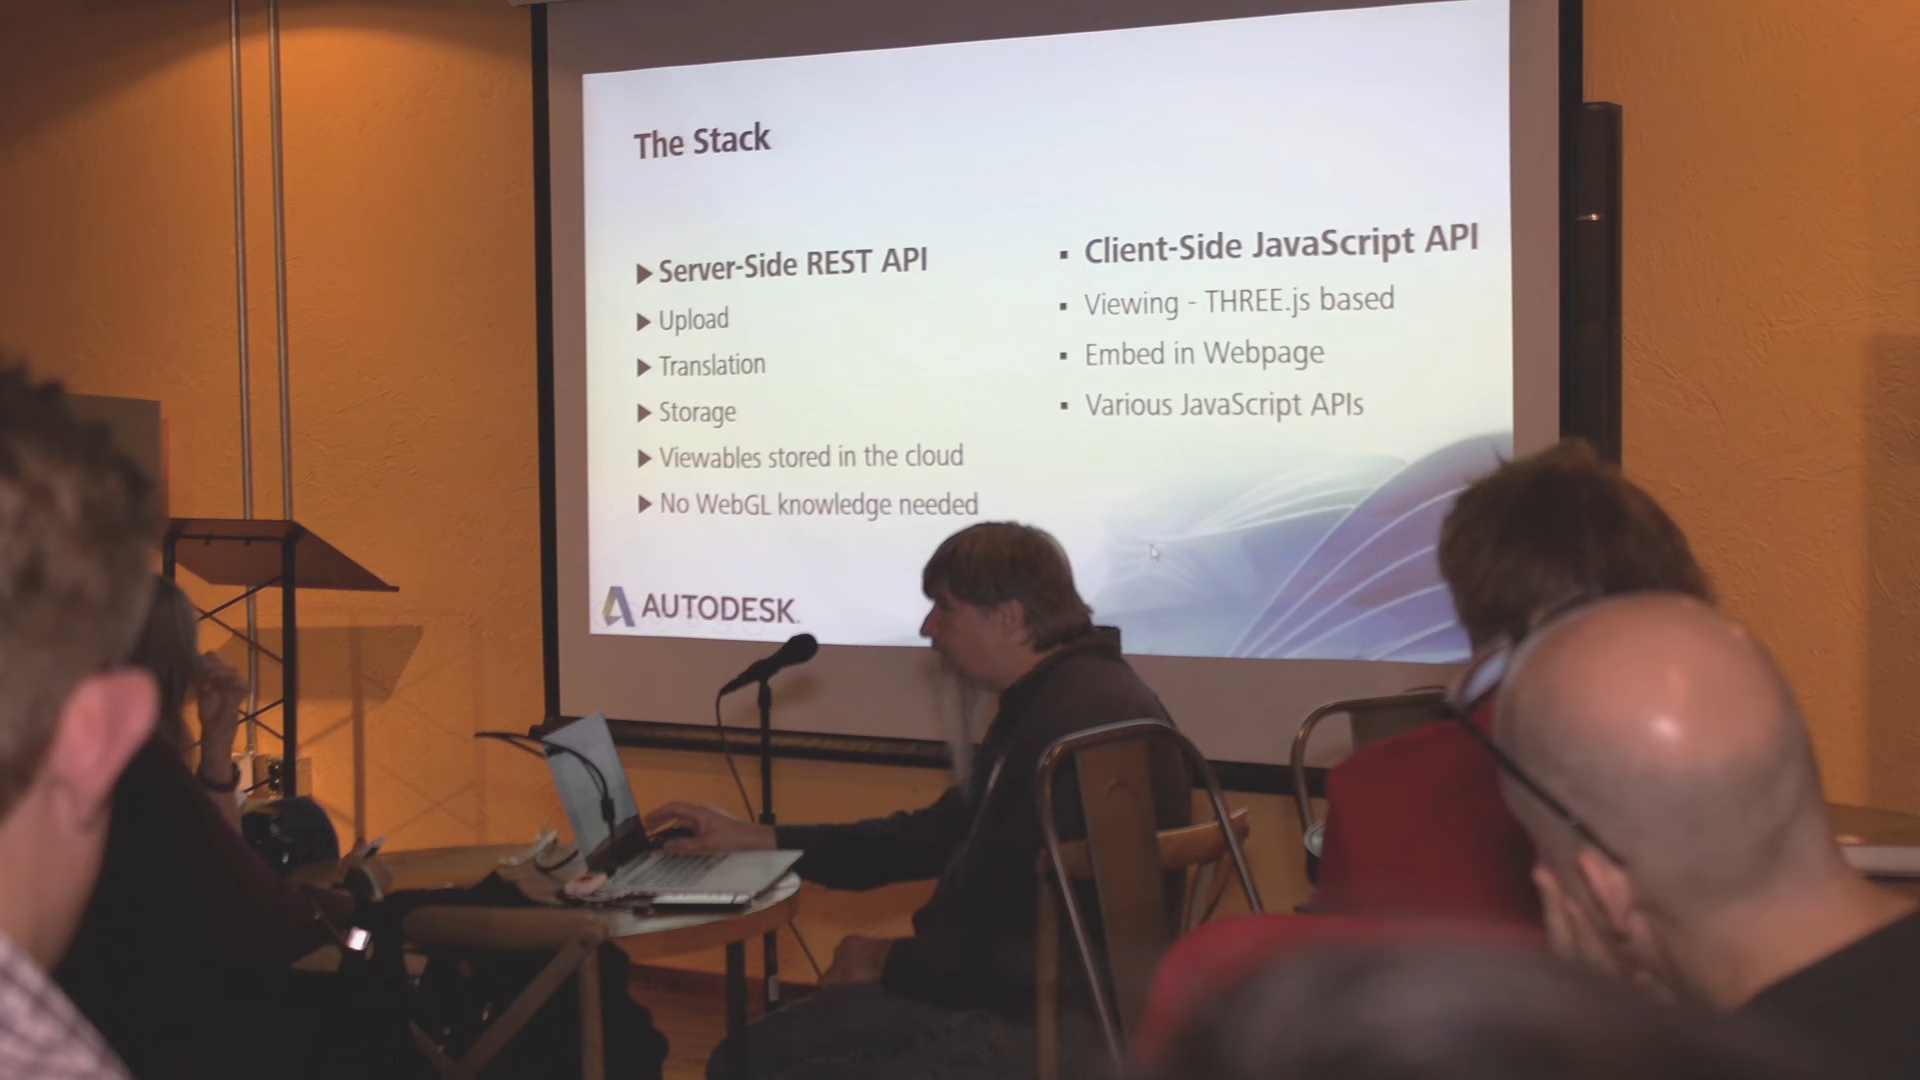 The Stack
▶ Server-Side REST API
▶ Upload
▶ Translation
▶ Storage
▶ Viewables stored in the cloud
▶ No WebGL knowledge needed
▪ Client-Side JavaScript API
▪ Viewing - THREE.js based
▪ Embed in Webpage
▪ Various JavaScript APIs
AUTODESK.